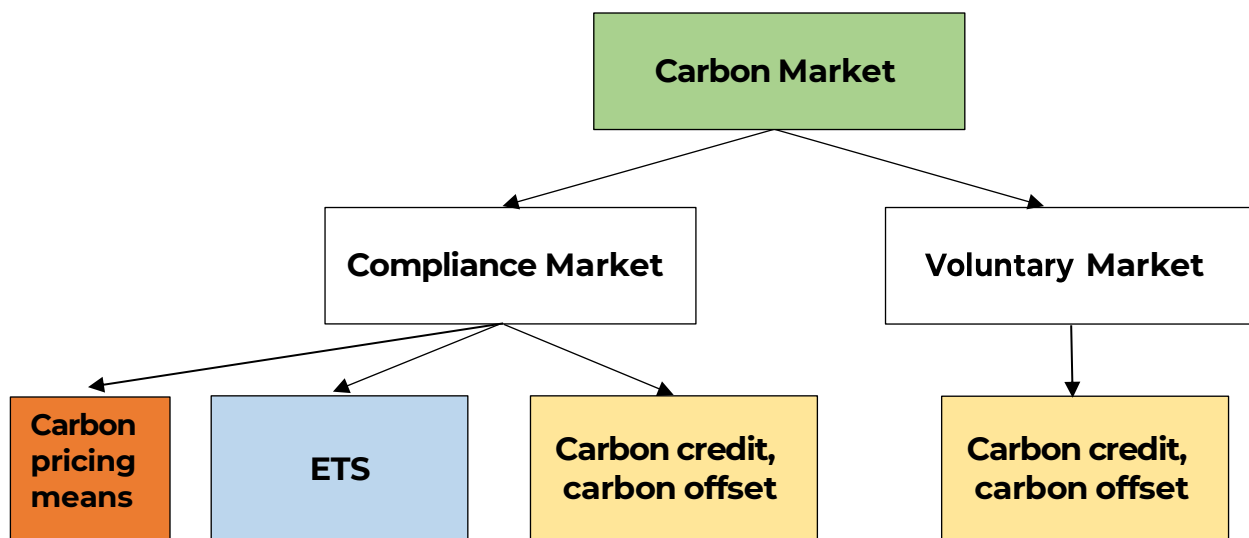 Carbon Market
Compliance Market
Voluntary Market
Carbon
pricing
means
ETS
Carbon credit,
carbon offset
Carbon credit,
carbon offset